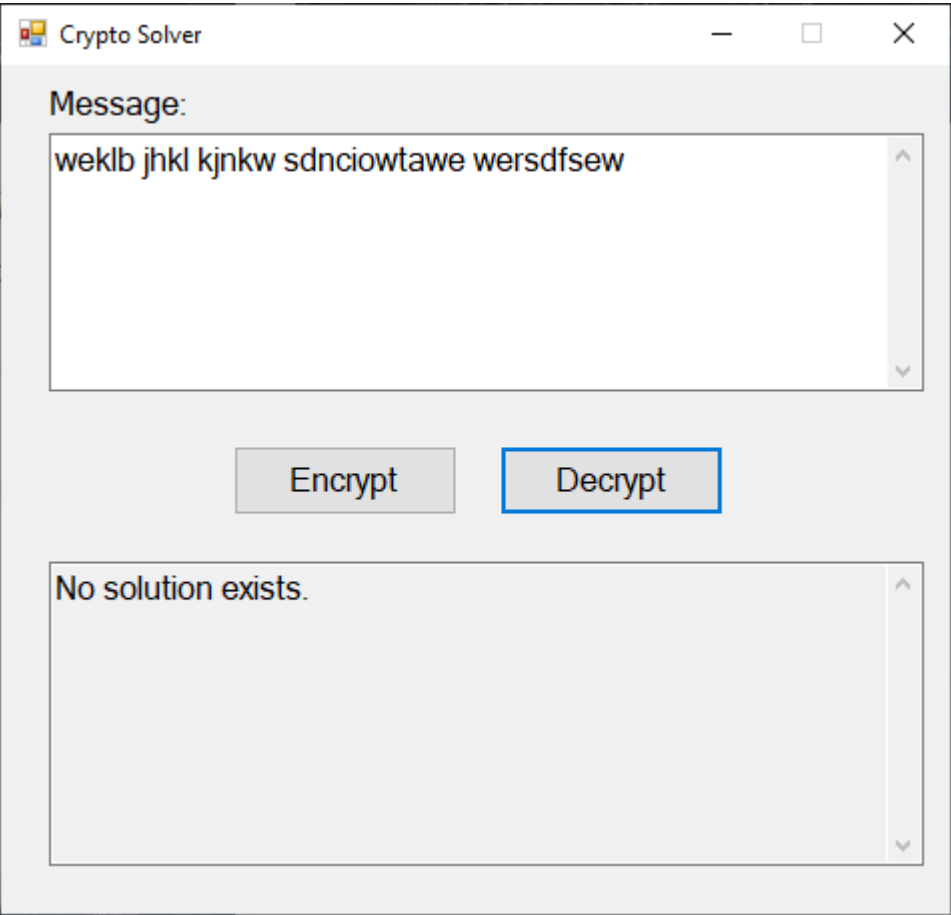 Crypto Solver
Message:
weklb jhkl kjnkw sdnciowtawe wersdfsew
Encrypt
Decrypt
No solution exists.